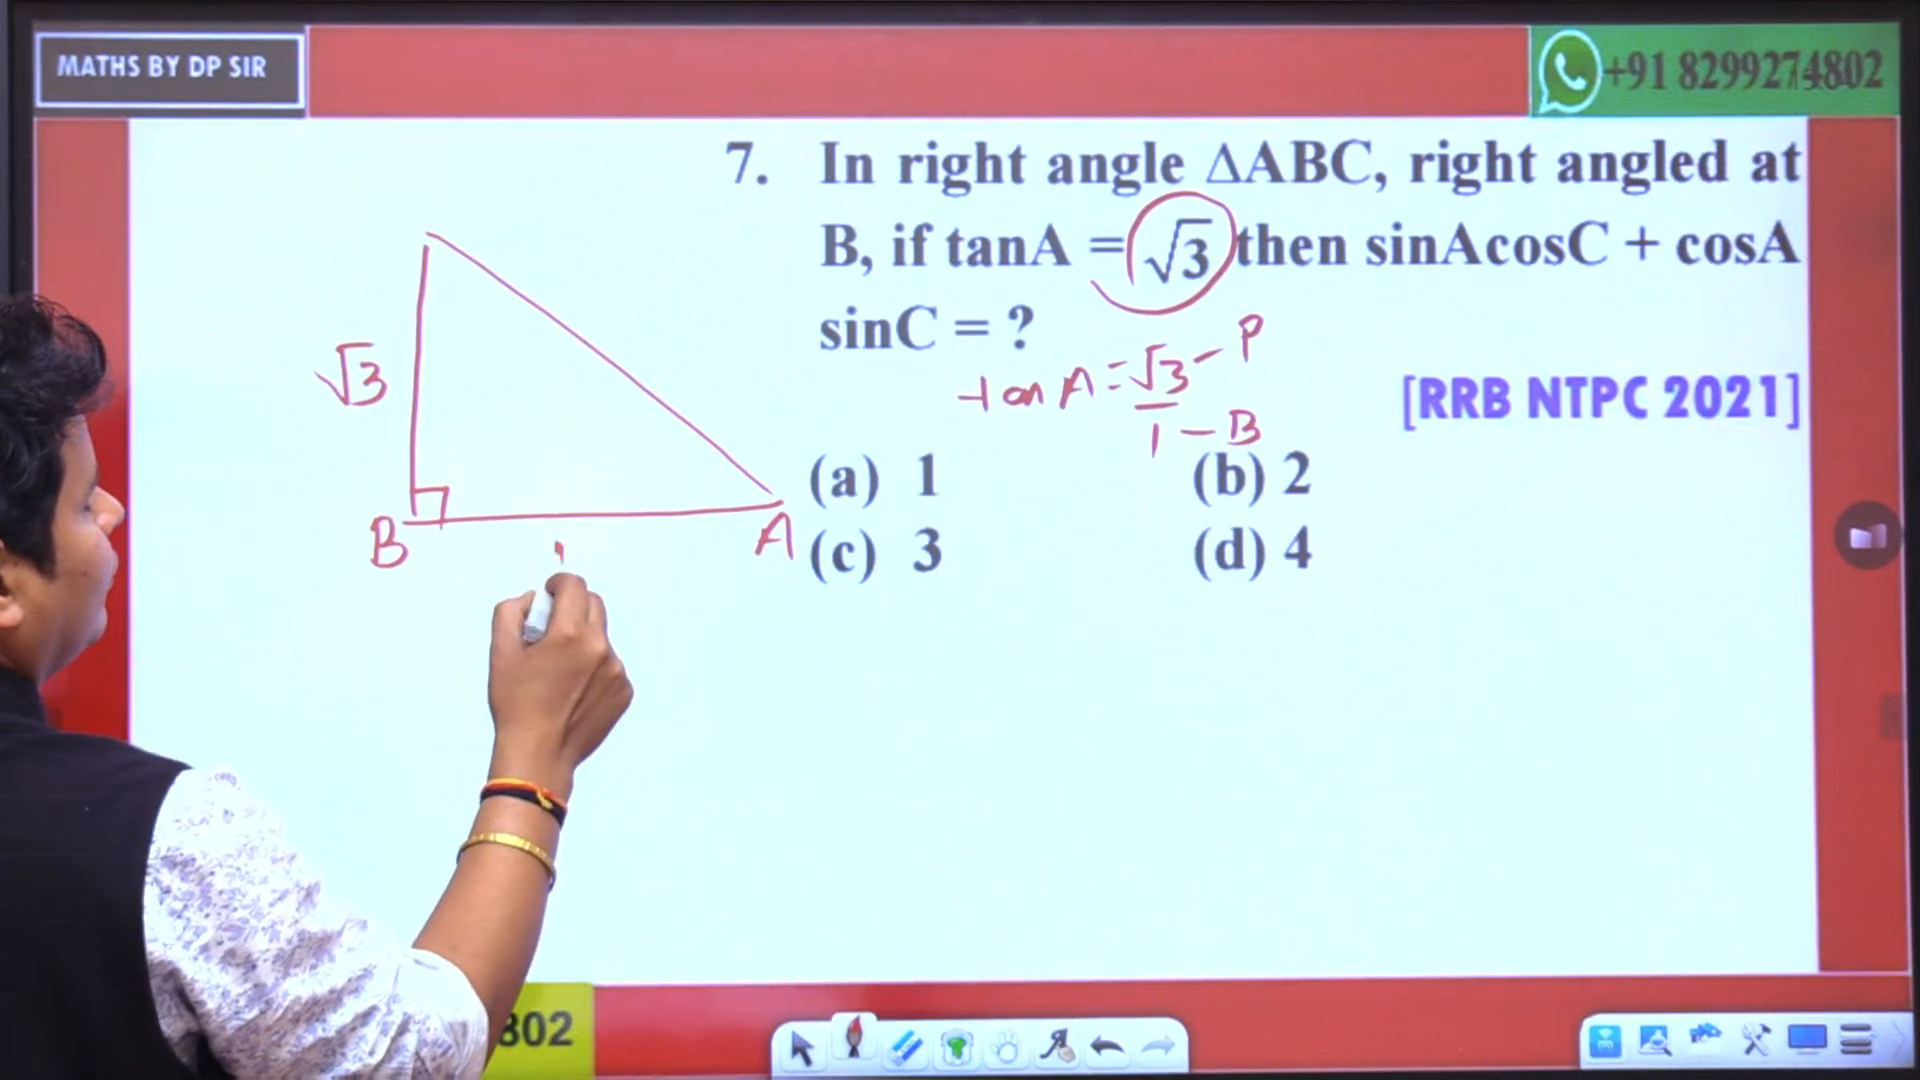 MATHS BY DP SIR
+91 8299274802
7. In right angle ΔABC, right angled at
B, if tanA = √3 then sinAcosC + cosA
sinC = ?
tan A = √3/1 - P
- B
[RRB NTPC 2021]
(a) 1 (b) 2
(c) 3 (d) 4
√3
B
1
A
802